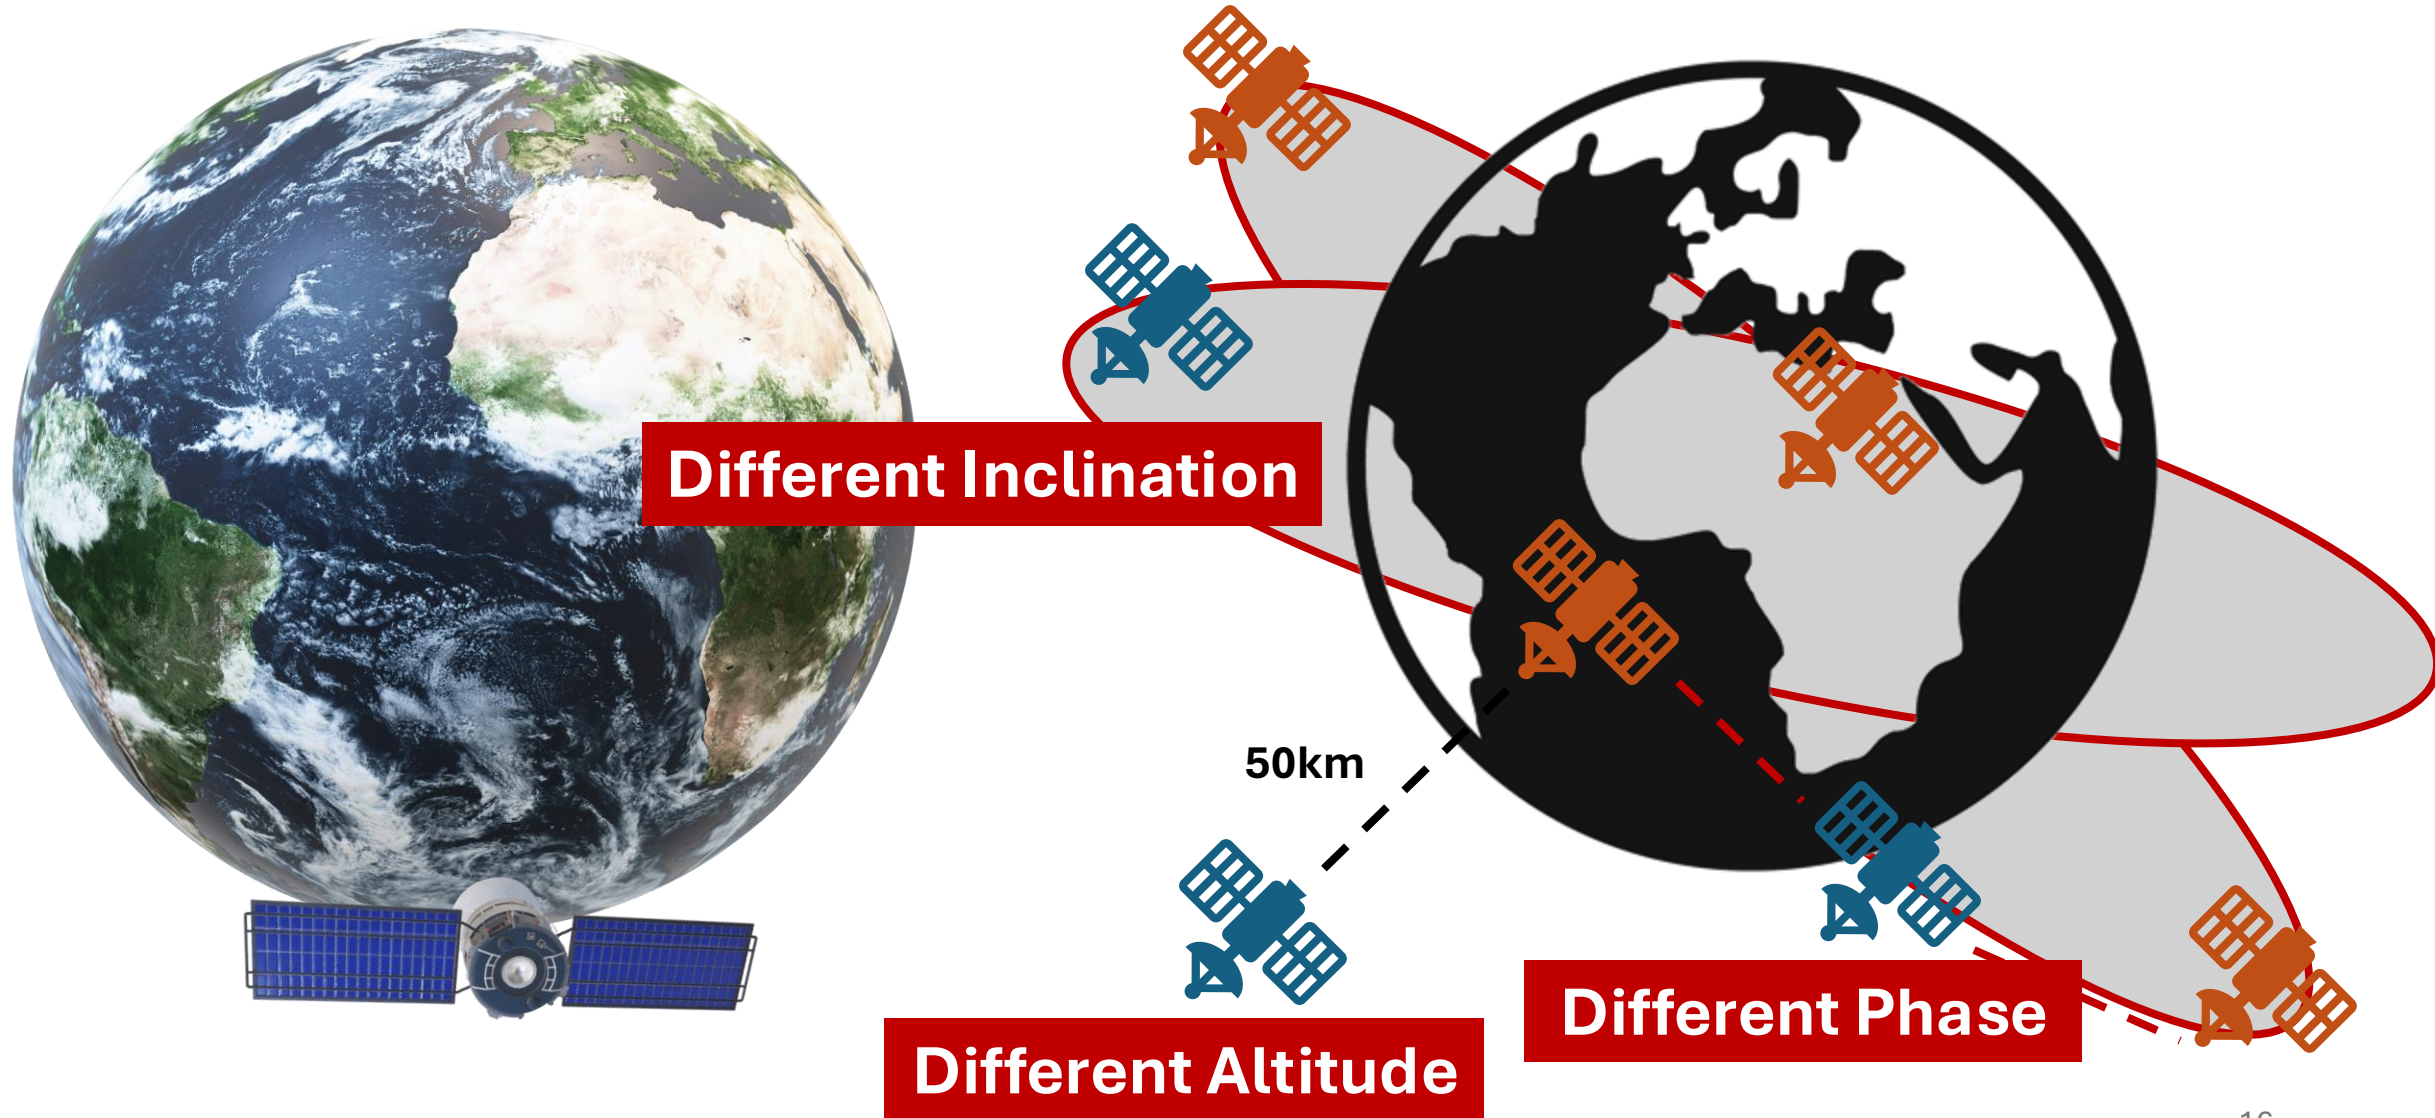 Different Inclination
50km
Different Phase
Different Altitude